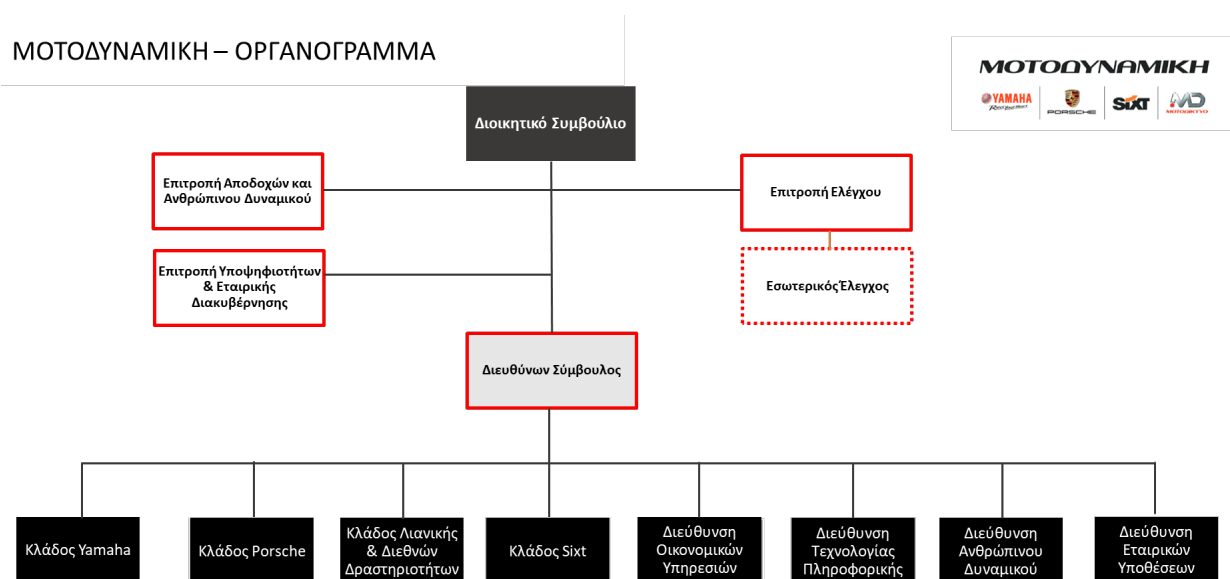 ΜΟΤΟΔΥΝΑΜΙΚΗ – ΟΡΓΑΝΟΓΡΑΜΜΑ
ΜΟΤΟΔΥΝΑΜΙΚΗ
YAMAHA
PORSCHE
SIXT
ΜΟΤΟΔΙΚΤΥΟ
Διοικητικό Συμβούλιο
Επιτροπή Αποδοχών και
Ανθρώπινου Δυναμικού
Επιτροπή Ελέγχου
Επιτροπή Υποψηφιοτήτων
& Εταιρικής
Διακυβέρνησης
Εσωτερικός Έλεγχος
Διευθύνων Σύμβουλος
Κλάδος Yamaha
Κλάδος Porsche
Κλάδος Λιανικής
& Διεθνών
Δραστηριοτήτων
Κλάδος Sixt
Διεύθυνση
Οικονομικών
Υπηρεσιών
Διεύθυνση
Τεχνολογίας
Πληροφορικής
Διεύθυνση
Ανθρώπινου
Δυναμικού
Διεύθυνση
Εταιρικών
Υποθέσεων